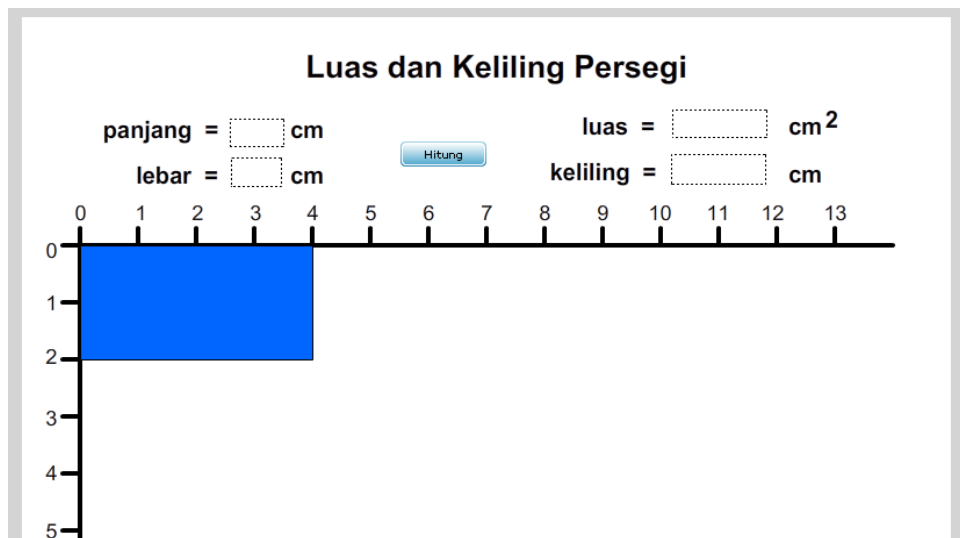 Luas dan Keliling Persegi
panjang = cm
lebar = cm
Hitung
luas = cm2
keliling = cm
0 1 2 3 4 5 6 7 8 9 10 11 12 13
0
1
2
3
4
5